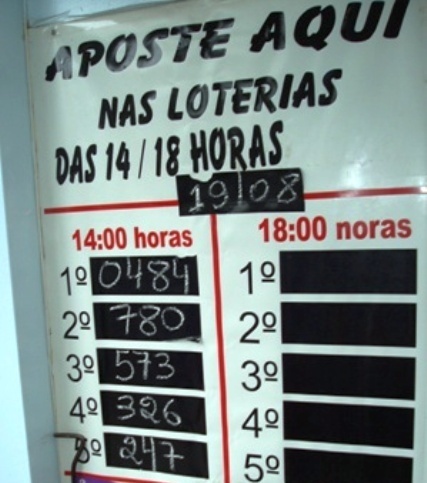 APOSTE AQUI
NAS LOTERIAS
DAS 14 / 18 HORAS
19/08
14:00 horas
18:00 noras
1º 0484
1º
2º 780
2º
3º 573
3º
4º 326
4º
5º 247
5º